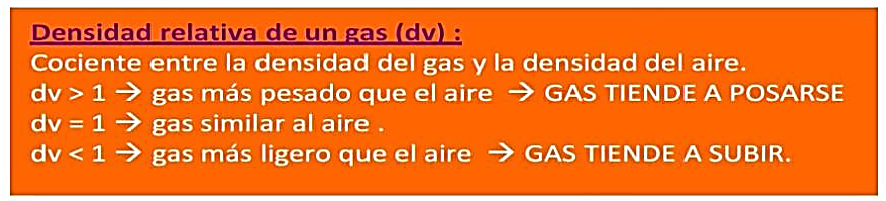 Densidad relativa de un gas (dv) :
Cociente entre la densidad del gas y la densidad del aire.
dv > 1 → gas más pesado que el aire → GAS TIENDE A POSARSE
dv = 1 → gas similar al aire .
dv < 1 → gas más ligero que el aire → GAS TIENDE A SUBIR.